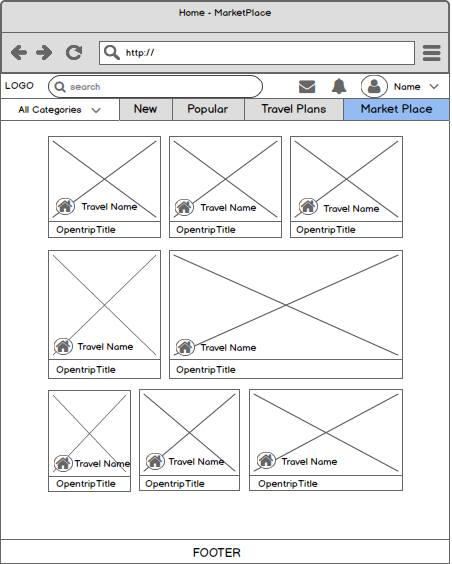 Home - MarketPlace
http://
LOGO
search
Name
All Categories
New
Popular
Travel Plans
Market Place
Travel Name
Travel Name
Travel Name
OpentripTitle
OpentripTitle
OpentripTitle
Travel Name
Travel Name
OpentripTitle
OpentripTitle
Travel Name
Travel Name
Travel Name
OpentripTitle
OpentripTitle
OpentripTitle
FOOTER